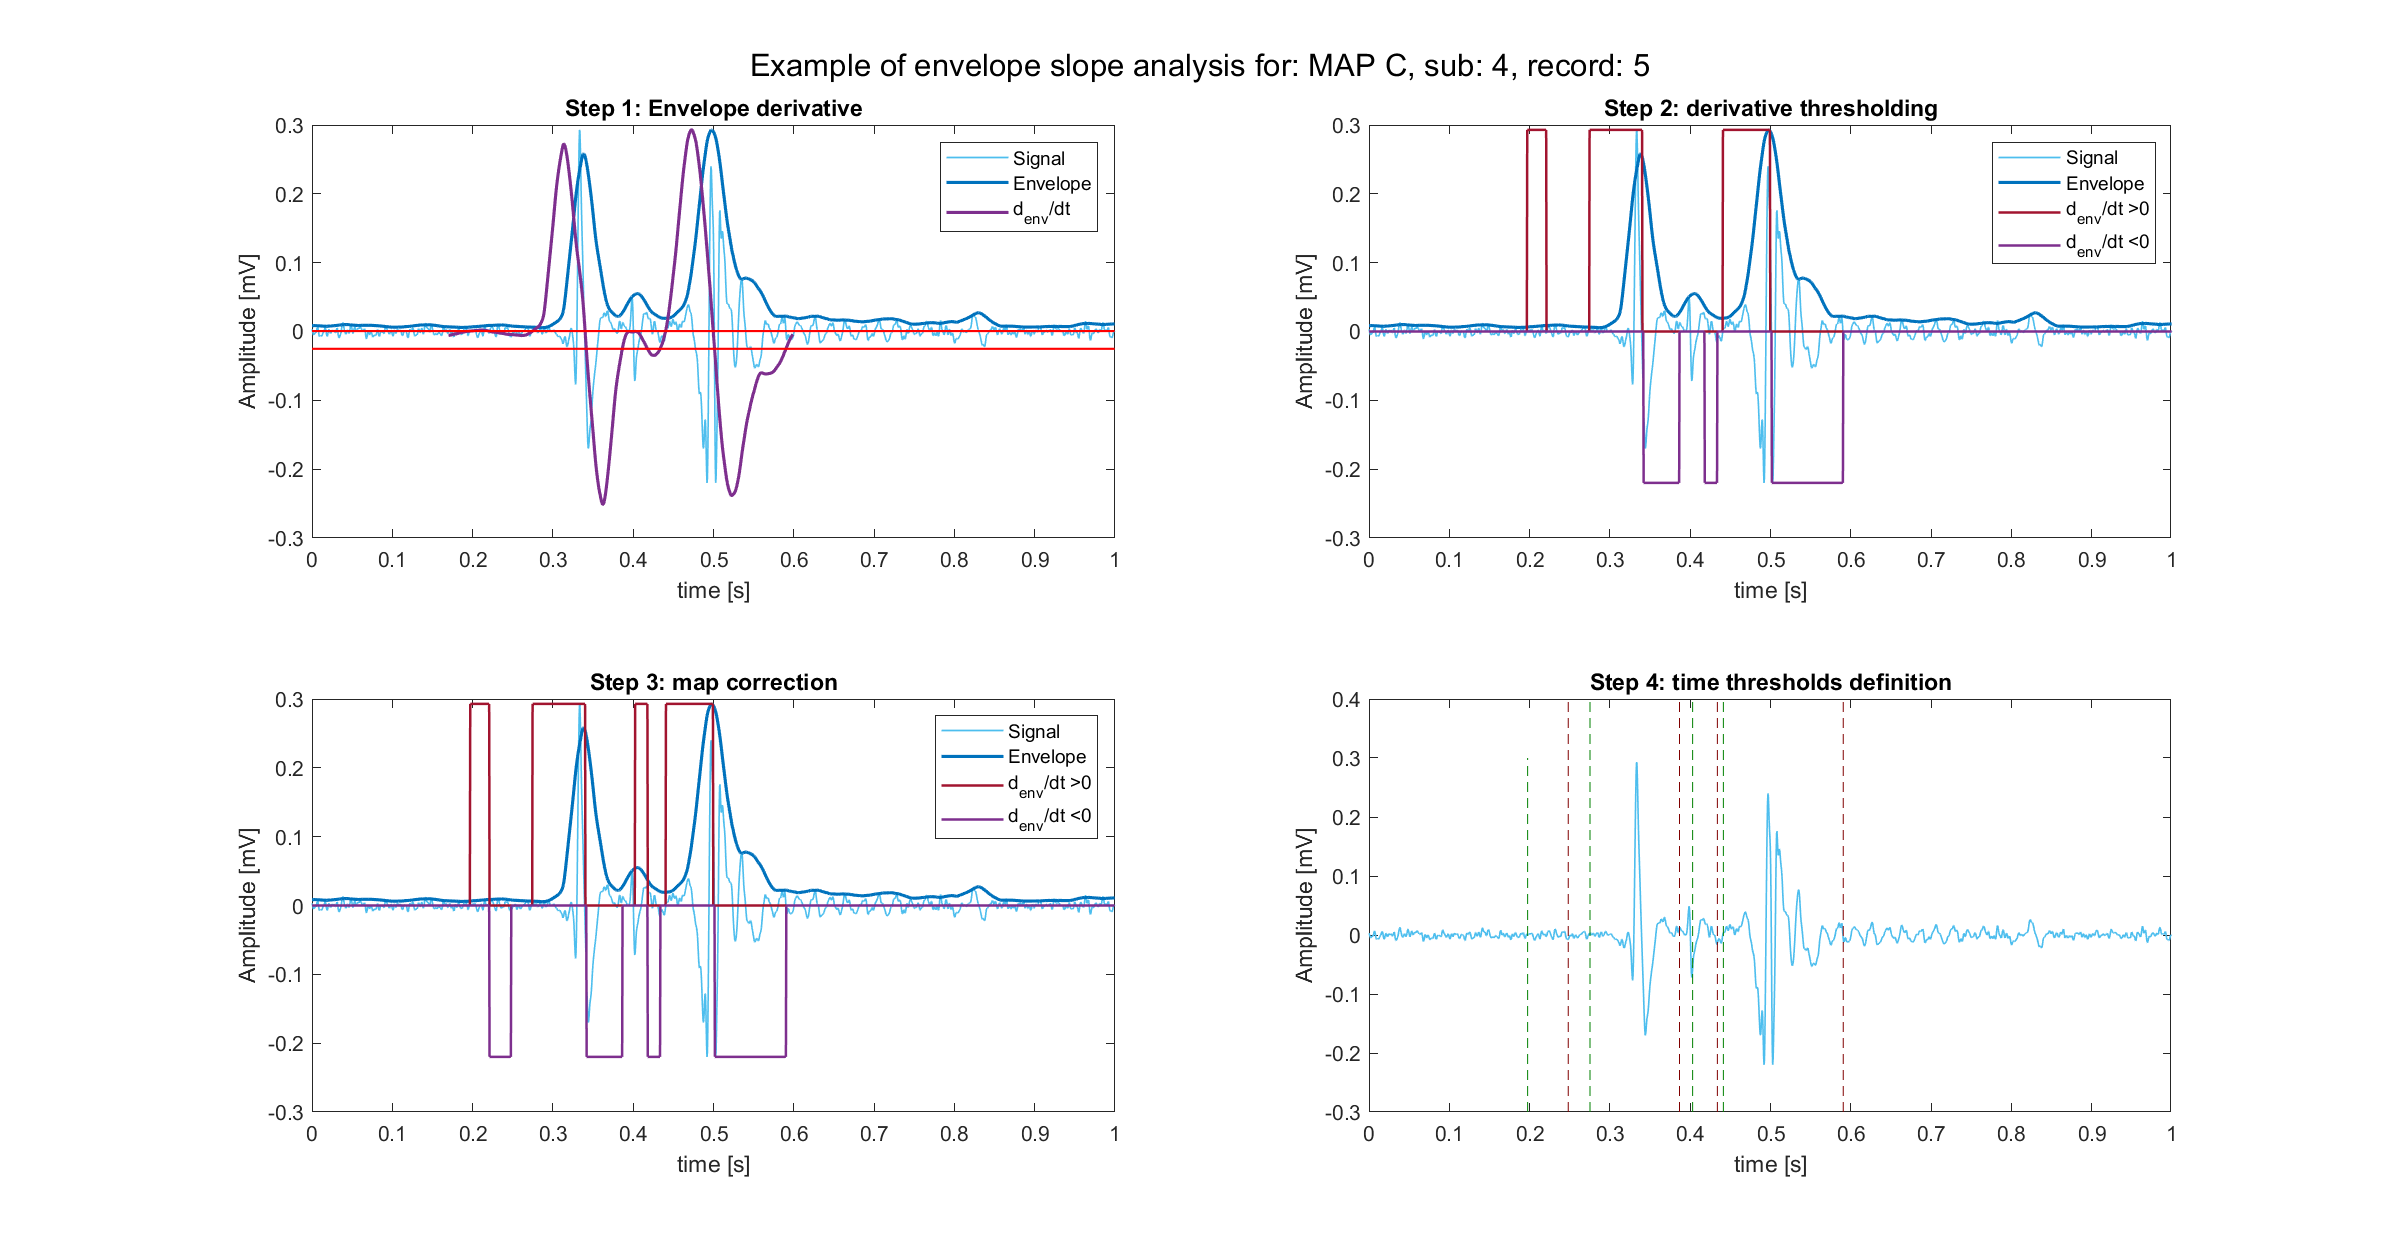 Example of envelope slope analysis for: MAP C, sub: 4, record: 5
Step 1: Envelope derivative
0.3
0.2
0.1
0
-0.1
-0.2
-0.3
Amplitude [mV]
0 0.1 0.2 0.3 0.4 0.5 0.6 0.7 0.8 0.9 1
time [s]
Signal
Envelope
d_env/dt
Step 2: derivative thresholding
0.3
0.2
0.1
0
-0.1
-0.2
-0.3
Amplitude [mV]
0 0.1 0.2 0.3 0.4 0.5 0.6 0.7 0.8 0.9 1
time [s]
Signal
Envelope
d_env/dt >0
d_env/dt <0
Step 3: map correction
0.3
0.2
0.1
0
-0.1
-0.2
-0.3
Amplitude [mV]
0 0.1 0.2 0.3 0.4 0.5 0.6 0.7 0.8 0.9 1
time [s]
Signal
Envelope
d_env/dt >0
d_env/dt <0
Step 4: time thresholds definition
0.4
0.3
0.2
0.1
0
-0.1
-0.2
-0.3
Amplitude [mV]
0 0.1 0.2 0.3 0.4 0.5 0.6 0.7 0.8 0.9 1
time [s]